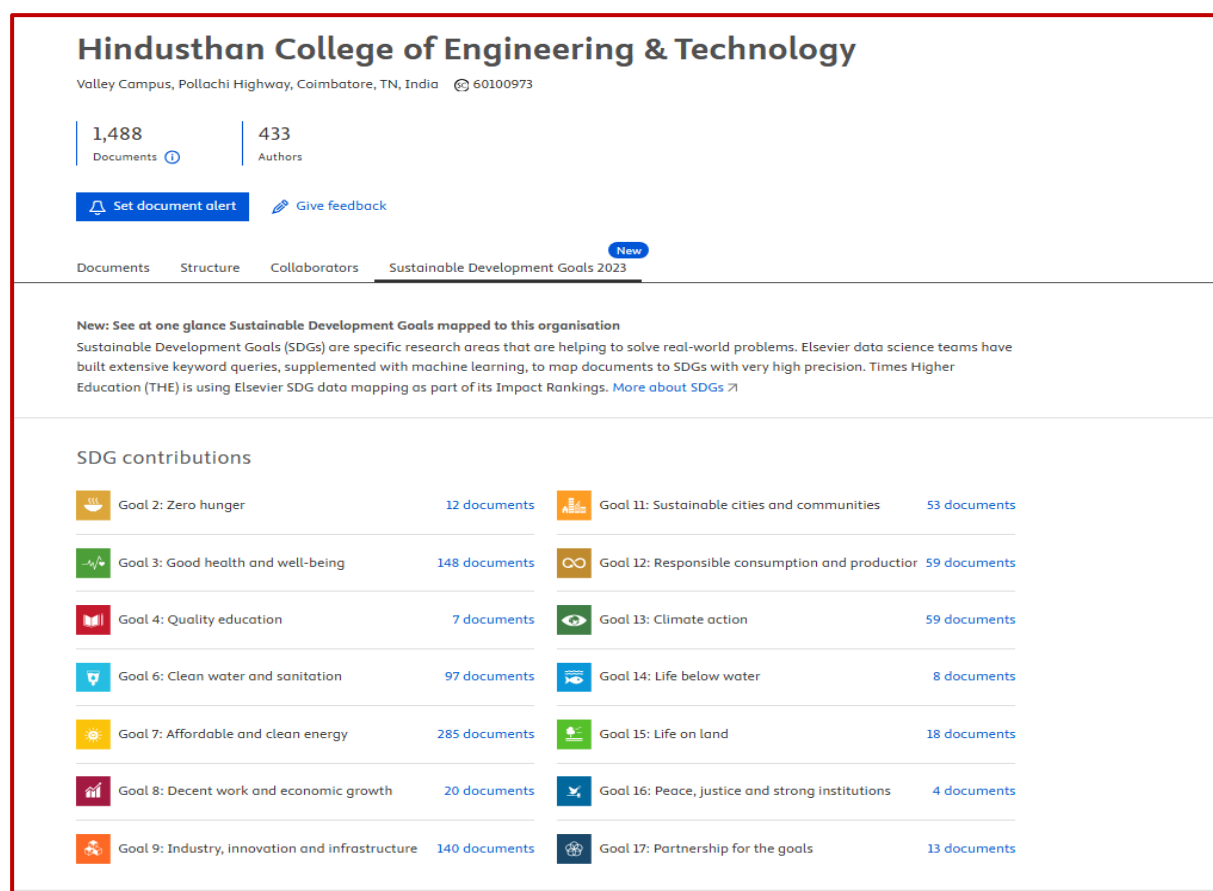 Hindusthan College of Engineering & Technology
Valley Campus, Pollachi Highway, Coimbatore, TN, India SC 60100973
1,488
Documents
433
Authors
Set document alert
Give feedback
New
Documents
Structure
Collaborators
Sustainable Development Goals 2023
New: See at one glance Sustainable Development Goals mapped to this organisation
Sustainable Development Goals (SDGs) are specific research areas that are helping to solve real-world problems. Elsevier data science teams have
built extensive keyword queries, supplemented with machine learning, to map documents to SDGs with very high precision. Times Higher
Education (THE) is using Elsevier SDG data mapping as part of its Impact Rankings. More about SDGs ↗
SDG contributions
Goal 2: Zero hunger 12 documents
Goal 3: Good health and well-being 148 documents
Goal 4: Quality education 7 documents
Goal 6: Clean water and sanitation 97 documents
Goal 7: Affordable and clean energy 285 documents
Goal 8: Decent work and economic growth 20 documents
Goal 9: Industry, innovation and infrastructure 140 documents
Goal 11: Sustainable cities and communities 53 documents
Goal 12: Responsible consumption and production 59 documents
Goal 13: Climate action 59 documents
Goal 14: Life below water 8 documents
Goal 15: Life on land 18 documents
Goal 16: Peace, justice and strong institutions 4 documents
Goal 17: Partnership for the goals 13 documents